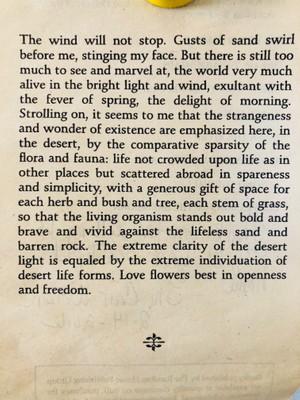 The wind will not stop. Gusts of sand swirl
before me, stinging my face. But there is still too
much to see and marvel at, the world very much
alive in the bright light and wind, exultant with
the fever of spring, the delight of morning.
Strolling on, it seems to me that the strangeness
and wonder of existence are emphasized here, in
the desert, by the comparative sparsity of the
flora and fauna: life not crowded upon life as in
other places but scattered abroad in spareness
and simplicity, with a generous gift of space for
each herb and bush and tree, each stem of grass,
so that the living organism stands out bold and
brave and vivid against the lifeless sand and
barren rock. The extreme clarity of the desert
light is equaled by the extreme individuation of
desert life forms. Love flowers best in openness
and freedom.